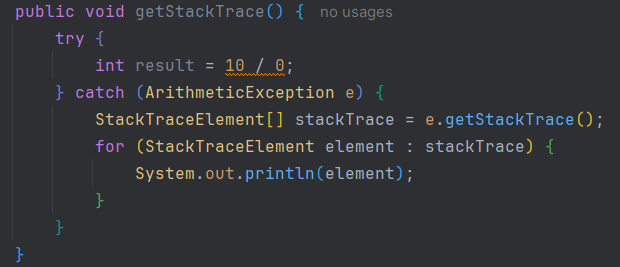 public void getStackTrace() { no usages
    try {
        int result = 10 / 0;
    } catch (ArithmeticException e) {
        StackTraceElement[] stackTrace = e.getStackTrace();
        for (StackTraceElement element : stackTrace) {
            System.out.println(element);
        }
    }
}